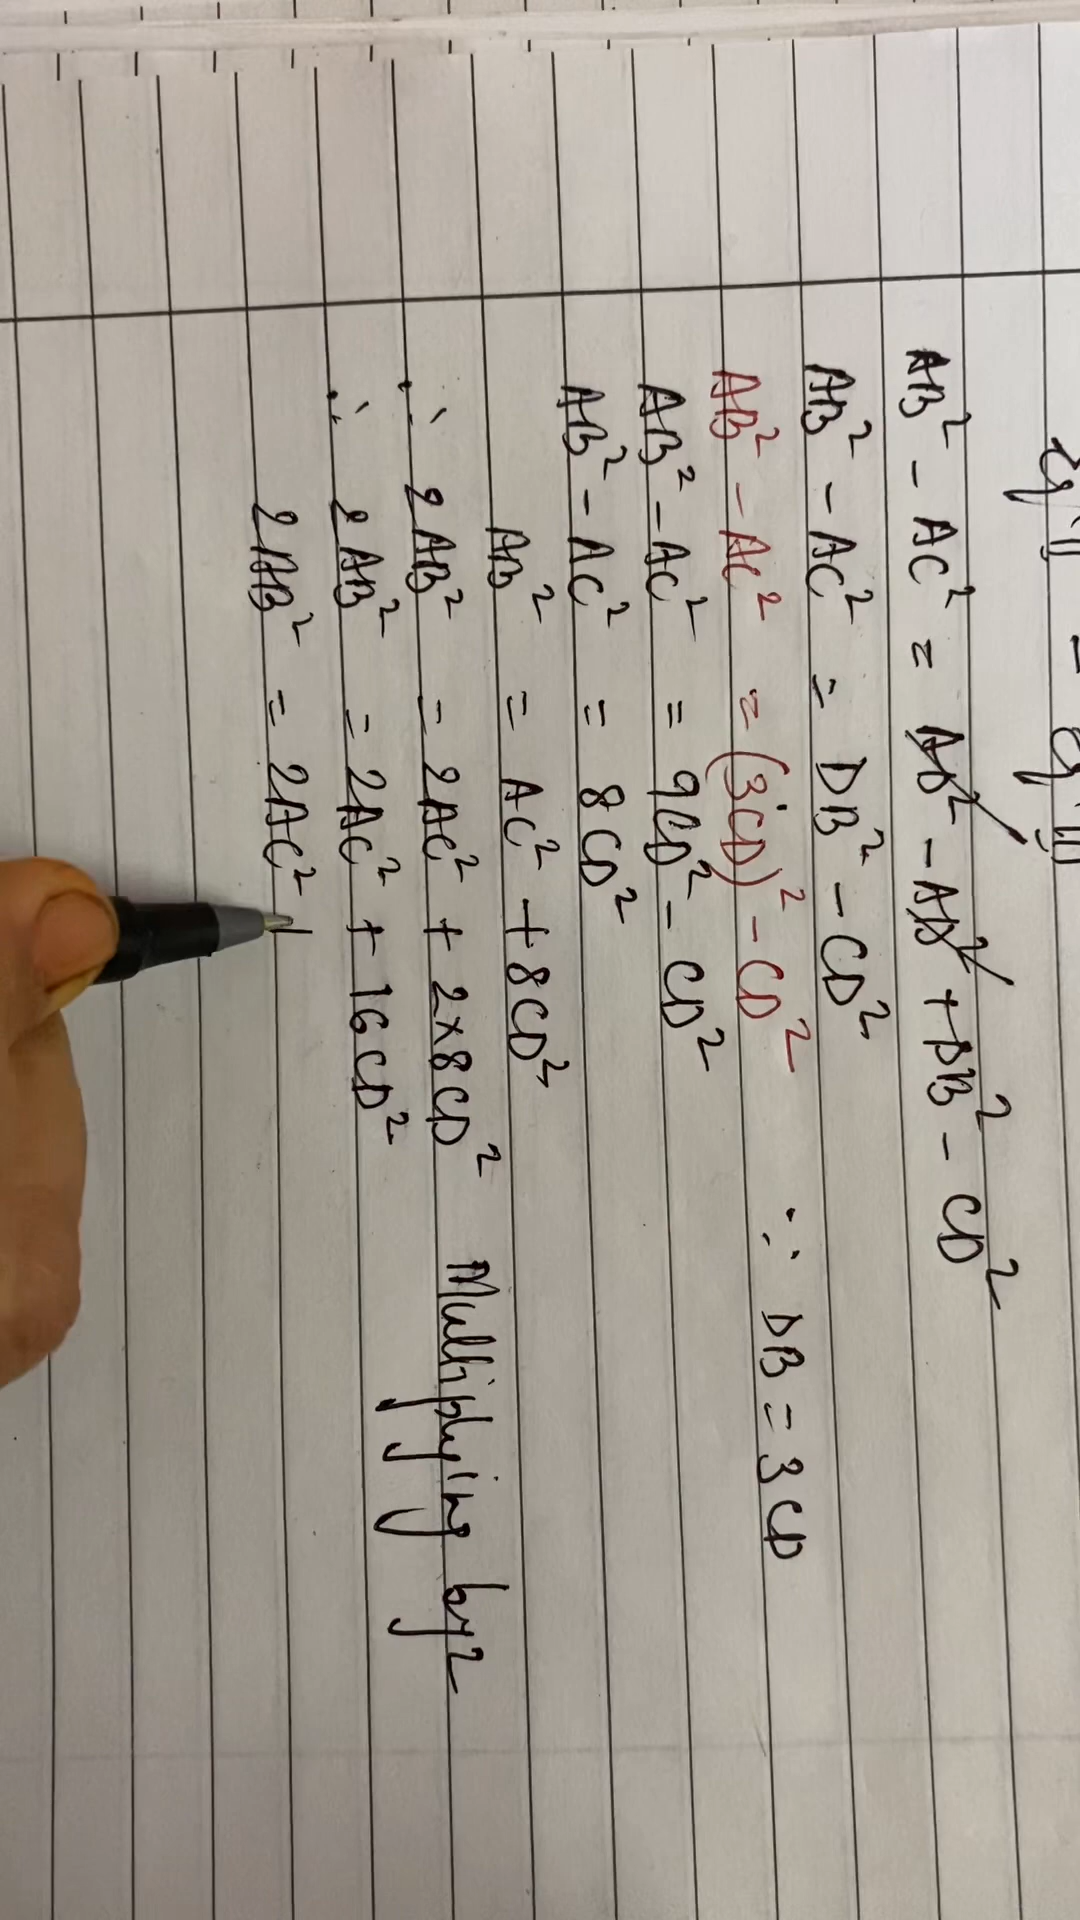 AB² - AC² = AD² - AD² + DB² - CD²
AB² - AC² = DB² - CD²
AB² - AC² = (3CD)² - CD² ∵ DB = 3CD
AB² - AC² = 9CD² - CD²
AB² - AC² = 8CD²
AB² = AC² + 8CD²
∴ 2AB² = 2AC² + 2×8CD² Multiplying by 2
∴ 2AB² = 2AC² + 16CD²
2AB² = 2AC²